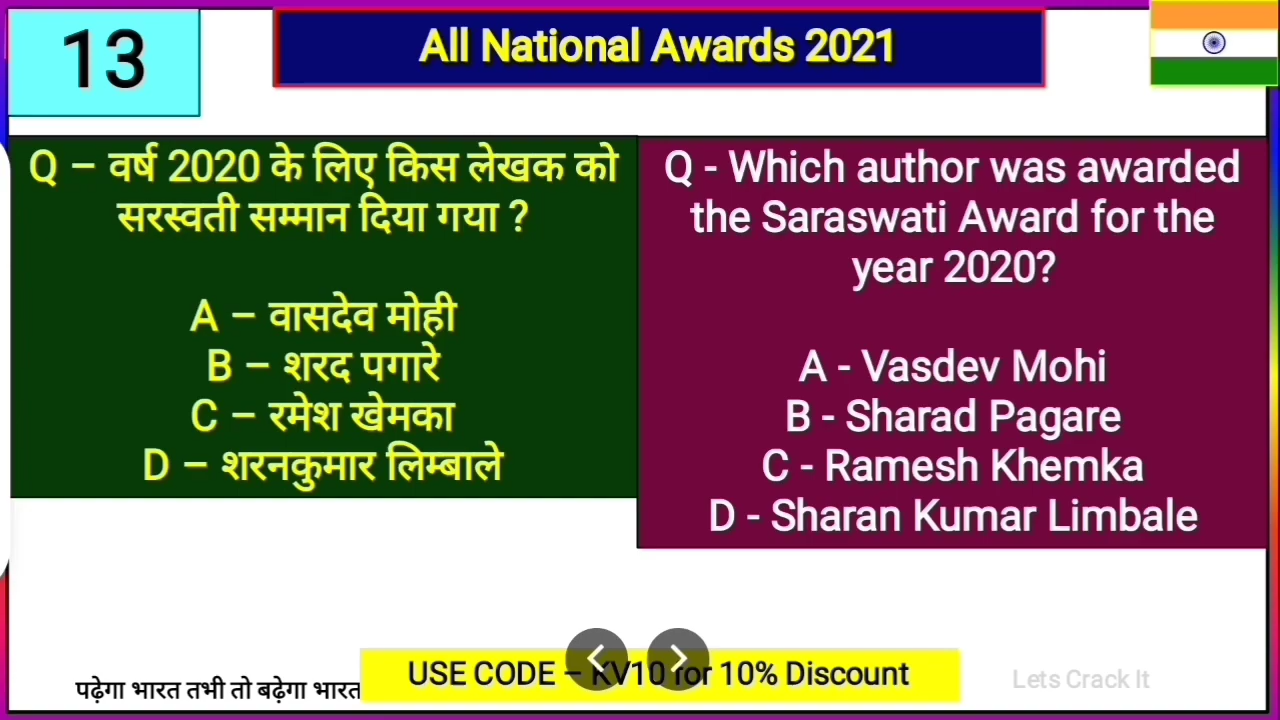 13
All National Awards 2021
Q – वर्ष 2020 के लिए किस लेखक को
सरस्वती सम्मान दिया गया ?
A – वासदेव मोही
B – शरद पगारे
C – रमेश खेमका
D – शरनकुमार लिम्बाले
Q - Which author was awarded
the Saraswati Award for the
year 2020?
A - Vasdev Mohi
B - Sharad Pagare
C - Ramesh Khemka
D - Sharan Kumar Limbale
पढ़ेगा भारत तभी तो बढ़ेगा भारत
USE CODE – KV10 for 10% Discount
Lets Crack It